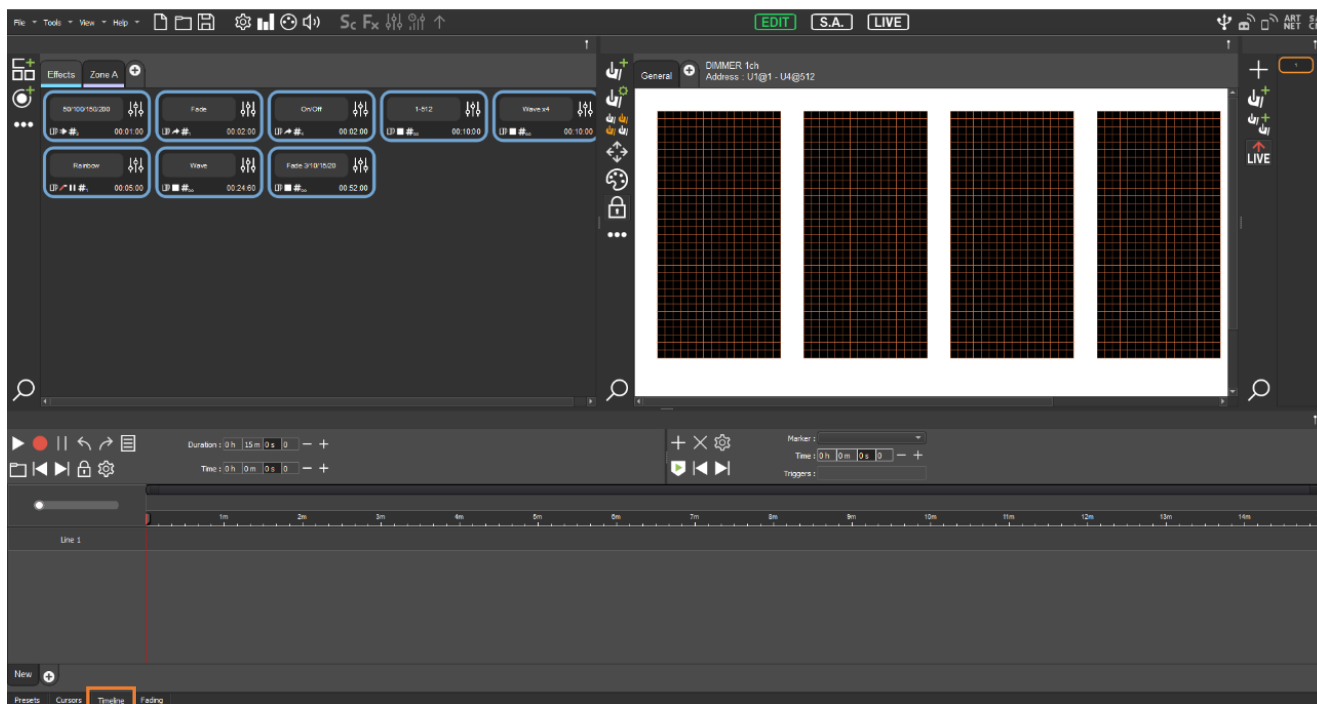 File Tools View Help
Sc Fx
EDIT S.A. LIVE
ART
NET
Effects Zone A
50/100/150/200
00:01:00
Fade
00:02:00
On/Off
00:02:00
1-512
00:10:00
Wave x4
00:10:00
Rainbow
00:05:00
Wave
00:24:60
Fade 3/10/15/20
00:52:00
General
DIMMER 1ch
Address : U1@1 - U4@512
LIVE
Duration : 0 h 15 m 0 s 0
Time : 0 h 0 m 0 s 0
Marker :
Time : 0 h 0 m 0 s 0
Triggers :
1m 2m 3m 4m 5m 6m 7m 8m 9m 10m 11m 12m 13m 14m
Line 1
New
Presets Cursors Timeline Fading